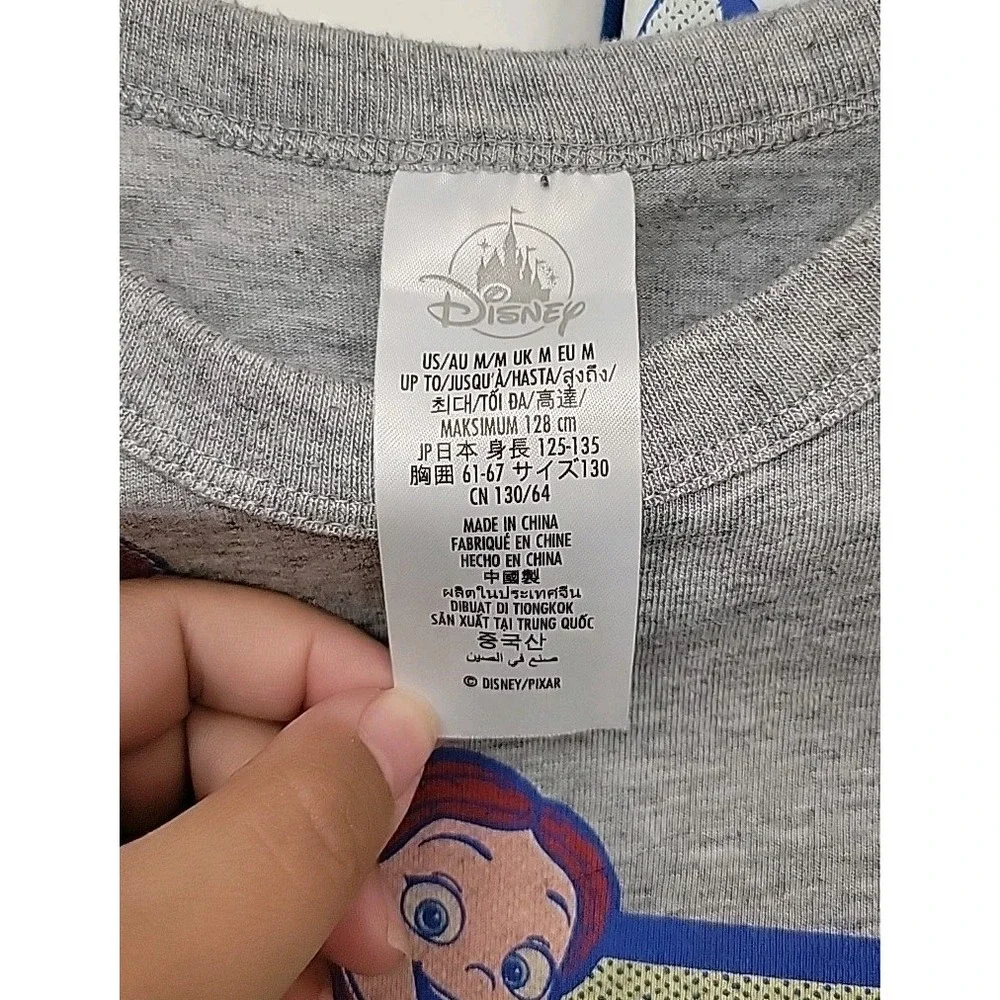 Disney
US/AU M/M UK M EU M
UP TO/JUSQU'À/HASTA/สูงถึง/
최대/TỐI ĐA/高達/
MAKSIMUM 128 cm
JP日本 身長 125-135
胸囲 61-67 サイズ130
CN 130/64
MADE IN CHINA
FABRIQUÉ EN CHINE
HECHO EN CHINA
中國製
ผลิตในประเทศจีน
DIBUAT DI TIONGKOK
SẢN XUẤT TẠI TRUNG QUỐC
중국산
صنع في الصين
© DISNEY/PIXAR